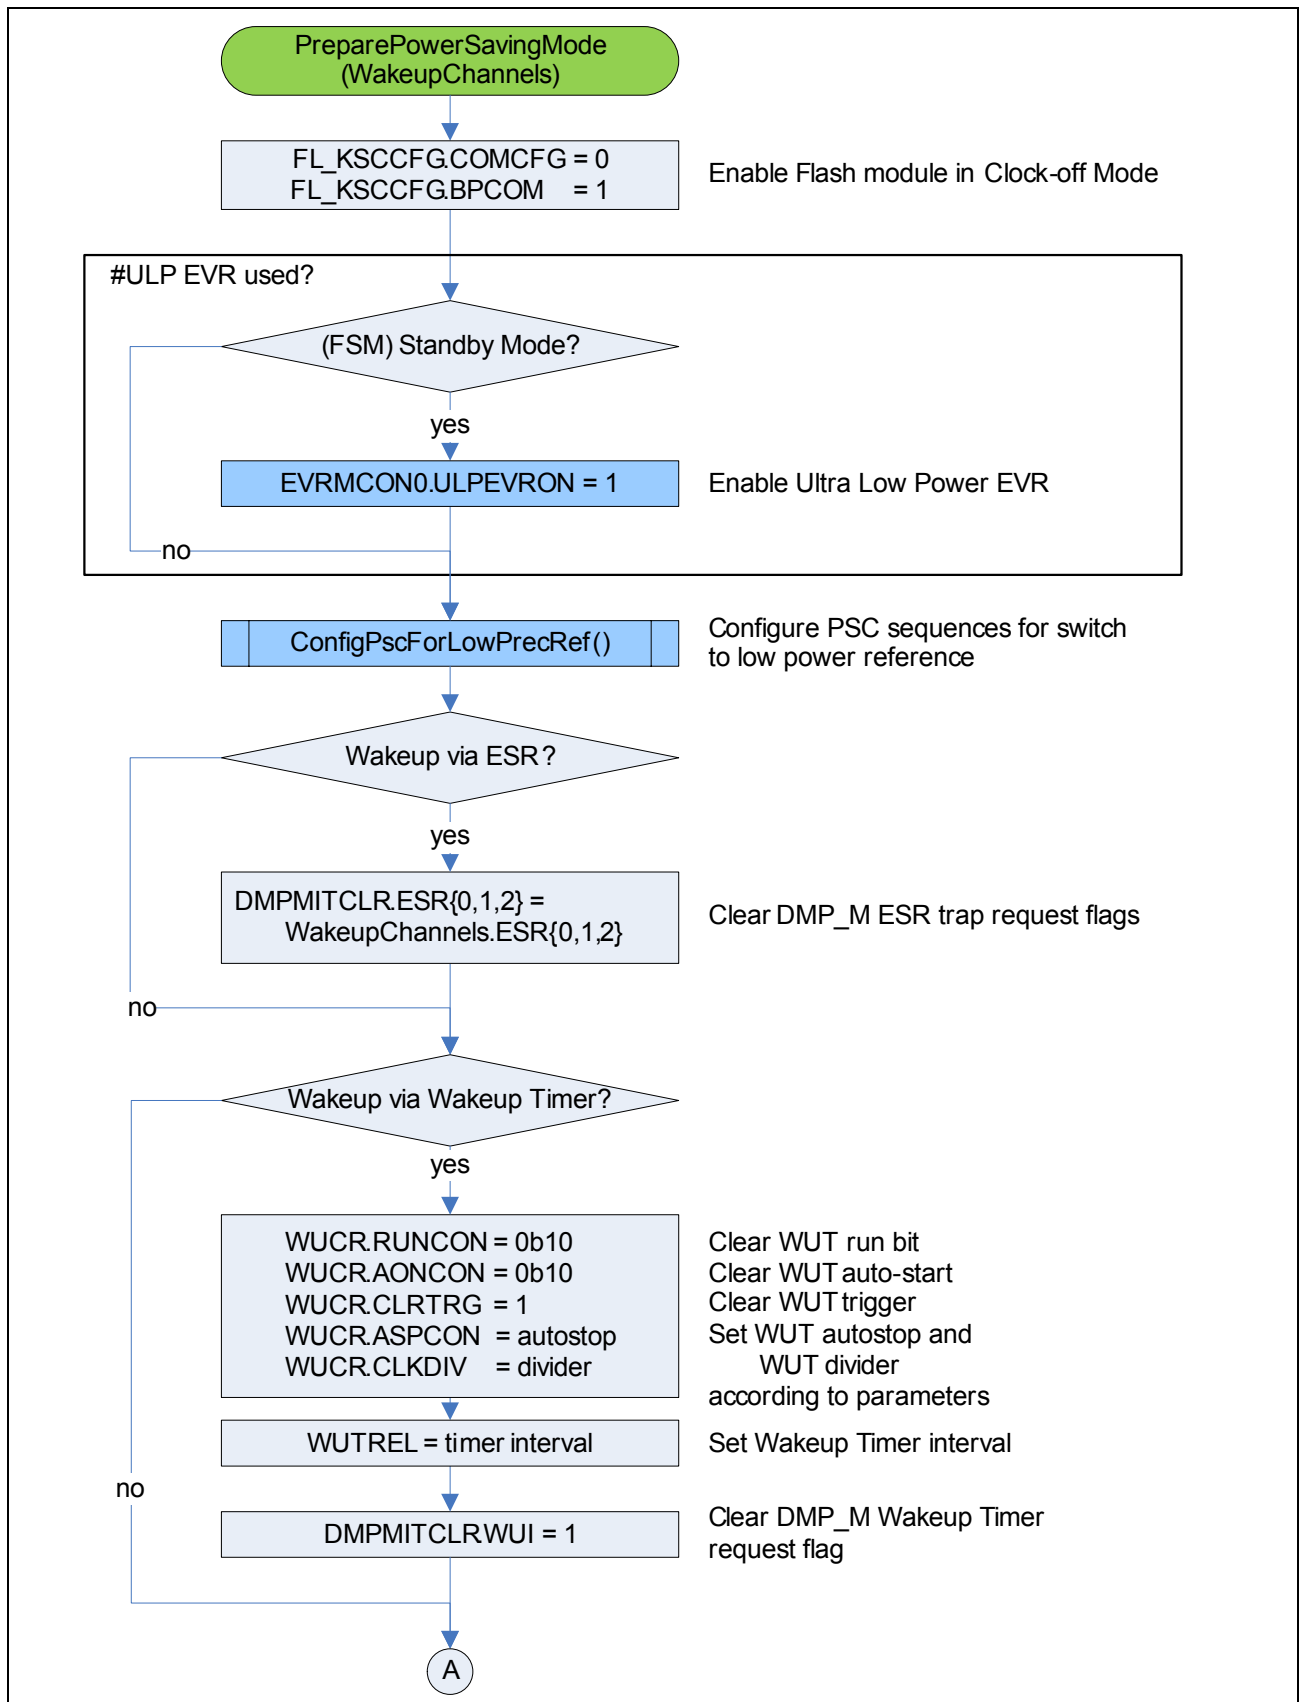 PreparePowerSavingMode
(WakeupChannels)
FL_KSCCFG.COMCFG = 0
FL_KSCCFG.BPCOM = 1
Enable Flash module in Clock-off Mode
#ULP EVR used?
(FSM) Standby Mode?
yes
EVRMCON0.ULPEVRON = 1
Enable Ultra Low Power EVR
no
ConfigPscForLowPrecRef()
Configure PSC sequences for switch
to low power reference
Wakeup via ESR?
yes
DMPMITCLR.ESR{0,1,2} =
WakeupChannels.ESR{0,1,2}
Clear DMP_M ESR trap request flags
no
Wakeup via Wakeup Timer?
yes
WUCR.RUNCON = 0b10
WUCR.AONCON = 0b10
WUCR.CLRTRG = 1
WUCR.ASPCON = autostop
WUCR.CLKDIV = divider
Clear WUT run bit
Clear WUT auto-start
Clear WUT trigger
Set WUT autostop and
WUT divider
according to parameters
WUTREL = timer interval
Set Wakeup Timer interval
no
DMPMITCLR.WUI = 1
Clear DMP_M Wakeup Timer
request flag
A